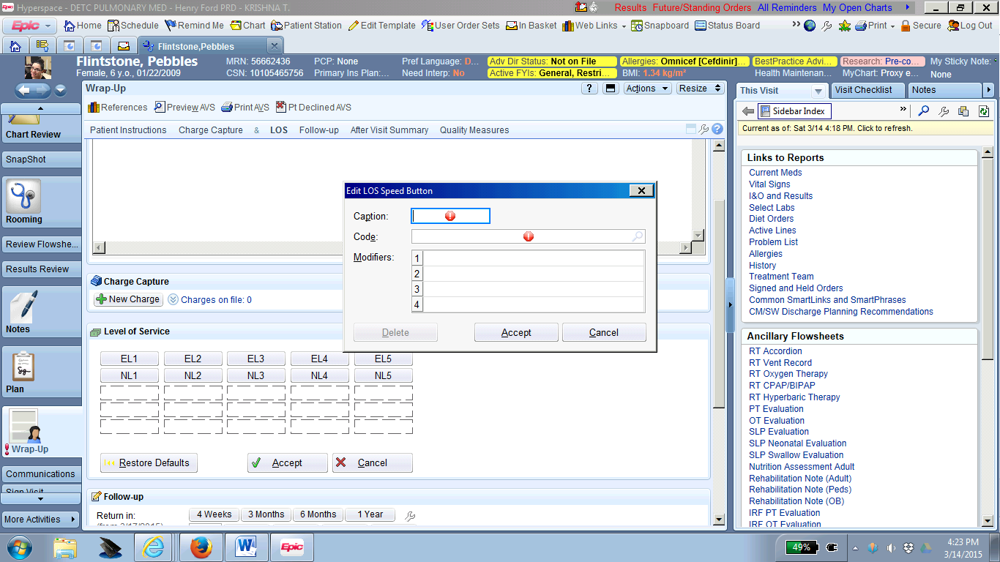 Epic Hyperspace - DETC PULMONARY MED - Henry Ford PRD - KRISHNA T.
Results Future/Standing Orders All Reminders My Open Charts
Epic Home Schedule Remind Me Chart Patient Station Edit Template User Order Sets In Basket Web Links Snapboard Status Board » Print Secure Log Out
Flintstone,Pebbles
Flintstone, Pebbles
Female, 6 y.o., 01/22/2009
MRN: 56662436
CSN: 10105465756
PCP: None
Primary Ins Plan:...
Pref Language: D...
Need Interp: No
Adv Dir Status: Not on File
Active FYIs: General, Restri...
Allergies: Omnicef [Cefdinir]...
BMI: 1.34 kg/m²
BestPractice Advi...
Health Maintenan...
Research: Pre-co...
MyChart: Proxy e...
My Sticky Note:
None
Chart Review
SnapShot
Rooming
Review Flowshe...
Results Review
Notes
Plan
Wrap-Up
Communications
Sign Visit
More Activities
Wrap-Up
? Actions Resize
References Preview AVS Print AVS Pt Declined AVS
Patient Instructions Charge Capture & LOS Follow-up After Visit Summary Quality Measures ?
Edit LOS Speed Button
Caption:
Code:
Modifiers:
1
2
3
4
Delete Accept Cancel
Charge Capture
New Charge Charges on file: 0
Level of Service
EL1 EL2 EL3 EL4 EL5
NL1 NL2 NL3 NL4 NL5
Restore Defaults Accept Cancel
Follow-up
Return in: 4 Weeks 3 Months 6 Months 1 Year
This Visit Visit Checklist Notes
Sidebar Index »
Current as of: Sat 3/14 4:18 PM. Click to refresh.
Links to Reports
Current Meds
Vital Signs
I&O and Results
Select Labs
Diet Orders
Active Lines
Problem List
Allergies
History
Treatment Team
Signed and Held Orders
Common SmartLinks and SmartPhrases
CM/SW Discharge Planning Recommendations
Ancillary Flowsheets
RT Accordion
RT Vent Record
RT Oxygen Therapy
RT CPAP/BIPAP
RT Hyperbaric Therapy
PT Evaluation
OT Evaluation
SLP Evaluation
SLP Neonatal Evaluation
SLP Swallow Evaluation
Nutrition Assessment Adult
Rehabilitation Note (Adult)
Rehabilitation Note (Peds)
Rehabilitation Note (OB)
IRF PT Evaluation
IRF OT Evaluation
Epic
49%
4:23 PM
3/14/2015